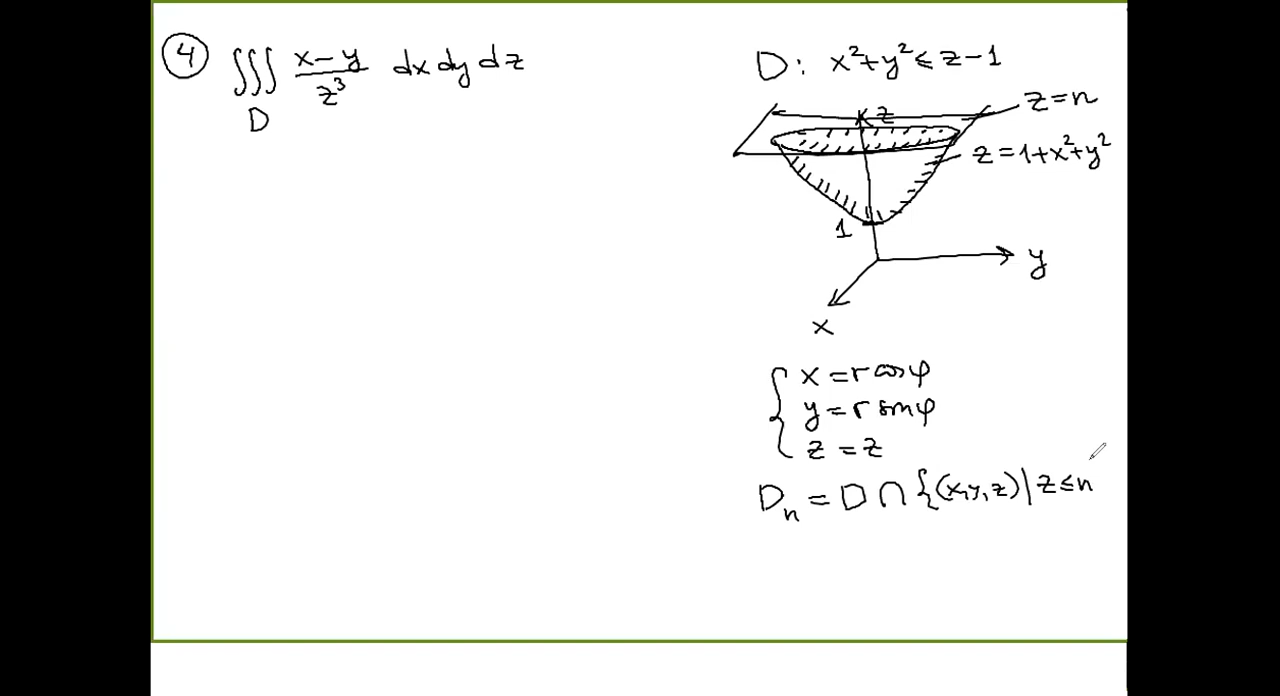 4 ∭ x-y / z³ dx dy dz
D
D: x²+y² ≤ z-1
z=n
z
z=1+x²+y²
1
y
x
{ x = r cos φ
y = r sin φ
z = z
Dₙ = D ∩ {(x,y,z) | z ≤ n